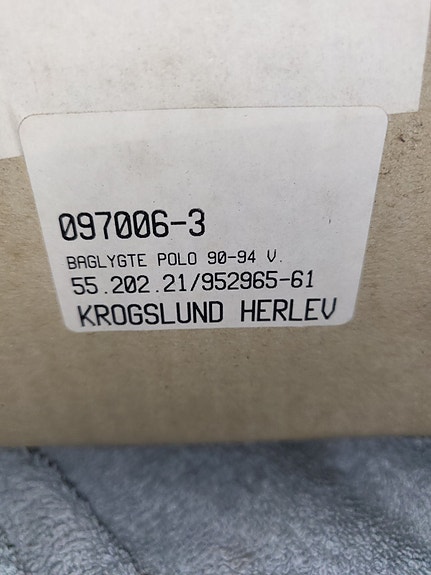 097006-3
BAGLYGTE POLO 90-94 V.
55.202.21/952965-61
KROGSLUND HERLEV